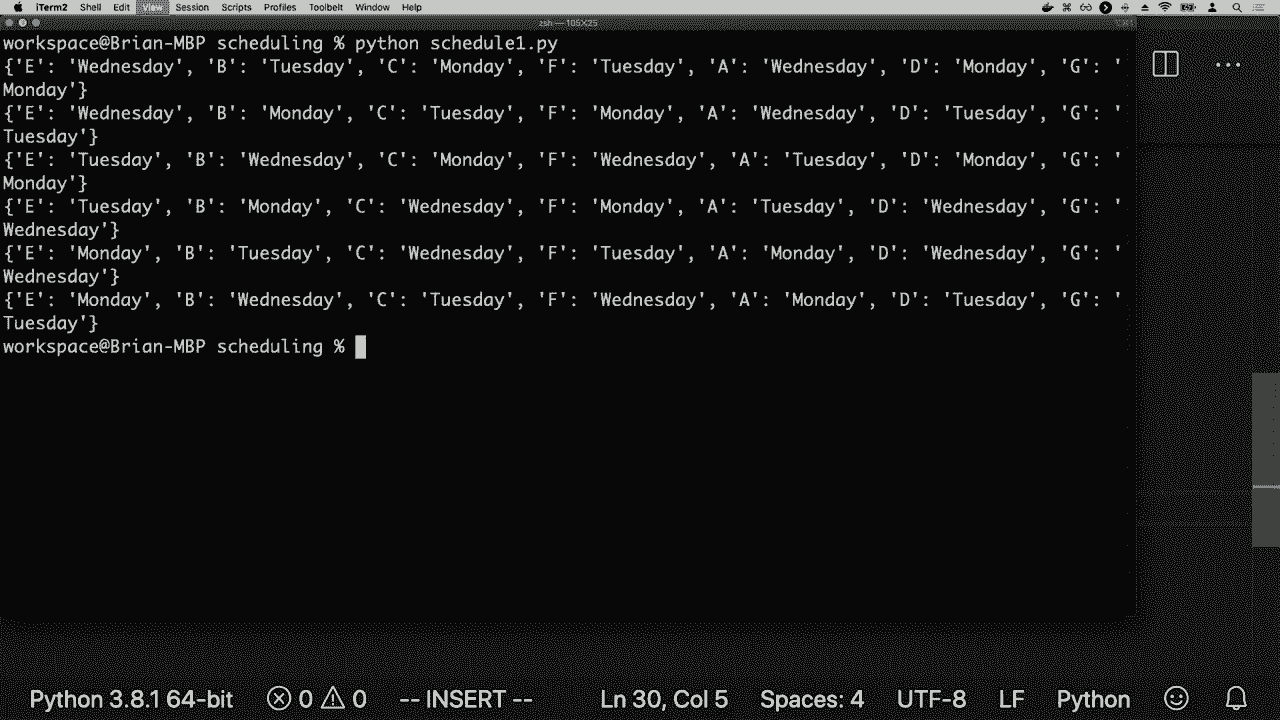 iTerm2 Shell Edit View Session Scripts Profiles Toolbelt Window Help
zsh — 105×25
workspace@Brian-MBP scheduling % python schedule1.py
{'E': 'Wednesday', 'B': 'Tuesday', 'C': 'Monday', 'F': 'Tuesday', 'A': 'Wednesday', 'D': 'Monday', 'G': '
Monday'}
{'E': 'Wednesday', 'B': 'Monday', 'C': 'Tuesday', 'F': 'Monday', 'A': 'Wednesday', 'D': 'Tuesday', 'G': '
Tuesday'}
{'E': 'Tuesday', 'B': 'Wednesday', 'C': 'Monday', 'F': 'Wednesday', 'A': 'Tuesday', 'D': 'Monday', 'G': '
Monday'}
{'E': 'Tuesday', 'B': 'Monday', 'C': 'Wednesday', 'F': 'Monday', 'A': 'Tuesday', 'D': 'Wednesday', 'G': '
Wednesday'}
{'E': 'Monday', 'B': 'Tuesday', 'C': 'Wednesday', 'F': 'Tuesday', 'A': 'Monday', 'D': 'Wednesday', 'G': '
Wednesday'}
{'E': 'Monday', 'B': 'Wednesday', 'C': 'Tuesday', 'F': 'Wednesday', 'A': 'Monday', 'D': 'Tuesday', 'G': '
Tuesday'}
workspace@Brian-MBP scheduling %
Python 3.8.1 64-bit 0 0 -- INSERT -- Ln 30, Col 5 Spaces: 4 UTF-8 LF Python